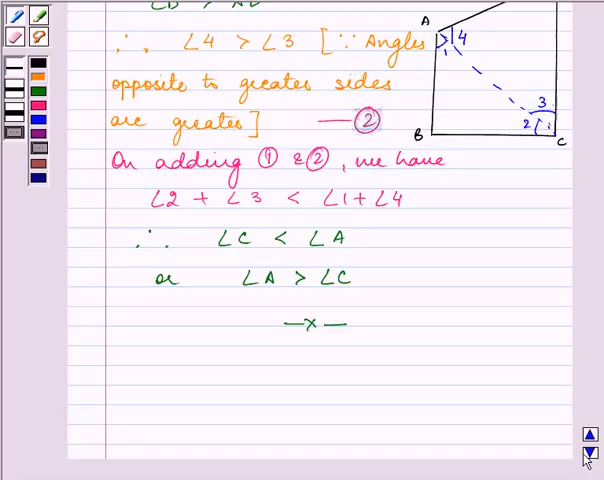 ∴ ∠4 > ∠3 [∵ Angles
opposite to greater sides
are greater] — ②
On adding ① & ②, we have
∠2 + ∠3 < ∠1 + ∠4
∴ ∠C < ∠A
or ∠A > ∠C
—x—
A
4
1
3
2
B
C